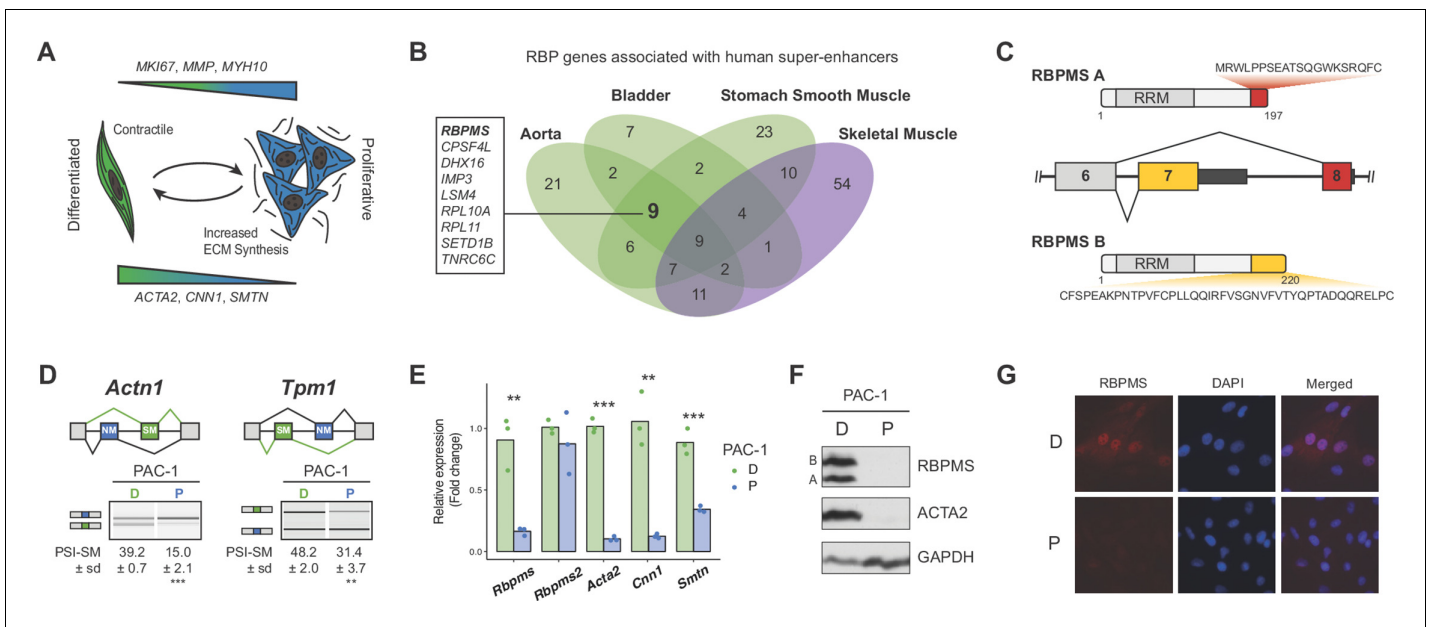 A
MKI67, MMP, MYH10
Contractile
Differentiated
Proliferative
Increased
ECM Synthesis
ACTA2, CNN1, SMTN
B
RBP genes associated with human super-enhancers
Bladder
Stomach Smooth Muscle
Aorta
Skeletal Muscle
RBPMS
CPSF4L
DHX16
IMP3
LSM4
RPL10A
RPL11
SETD1B
TNRC6C
7
23
21
2
2
10
54
9
4
6
9
1
7
2
11
C
MRWLPPSEATSQGWKSRQFC
RBPMS A
RRM
1
197
6
7
8
RBPMS B
RRM
1
220
CFSPEAKPNTPVFCPLLQQIRFVSGNVFVTYQPTADQQRELPC
D
Actn1
NM
SM
PAC-1
D
P
PSI-SM
39.2
15.0
± sd
± 0.7
± 2.1
***
Tpm1
SM
NM
PAC-1
D
P
PSI-SM
48.2
31.4
± sd
± 2.0
± 3.7
**
E
Relative expression
(Fold change)
1.0
0.5
0.0
**
***
**
***
PAC-1
D
P
Rbpms
Rbpms2
Acta2
Cnn1
Smtn
F
PAC-1
D
P
B
A
RBPMS
ACTA2
GAPDH
G
RBPMS
DAPI
Merged
D
P